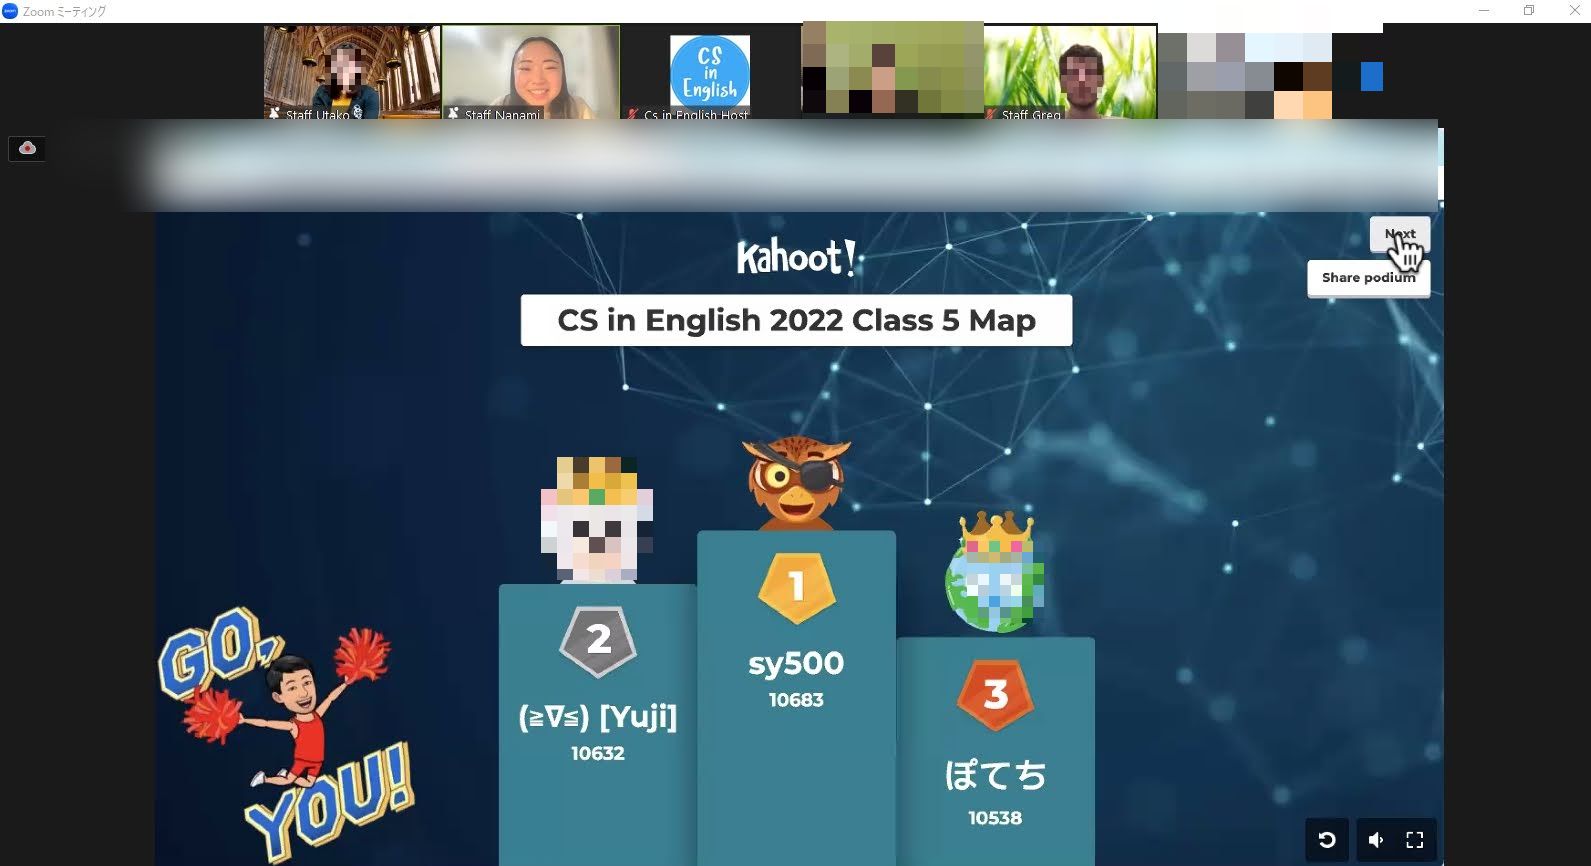 zoom
Zoom ミーティング
CS
in
English
Staff Utako
Staff Nanami
Cs in English Host
Staff Greg
Next
Share podium
Kahoot!
CS in English 2022 Class 5 Map
1
sy500
10683
2
(≧∇≦) [Yuji]
10632
3
ぽてち
10538
GO,
YOU!